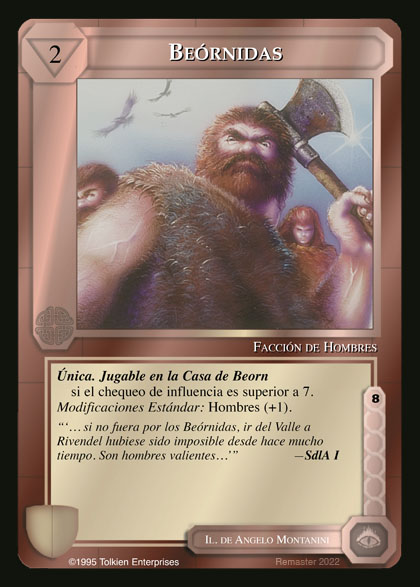 2
BEÓRNIDAS
FACCIÓN DE HOMBRES
Única. Jugable en la Casa de Beorn
si el chequeo de influencia es superior a 7.
Modificaciones Estándar: Hombres (+1).
“‘… si no fuera por los Beórnidas, ir del Valle a
Rivendel hubiese sido imposible desde hace mucho
tiempo. Son hombres valientes…’” —SdlA I
8
IL. DE ANGELO MONTANINI
©1995 Tolkien Enterprises
Remaster 2022